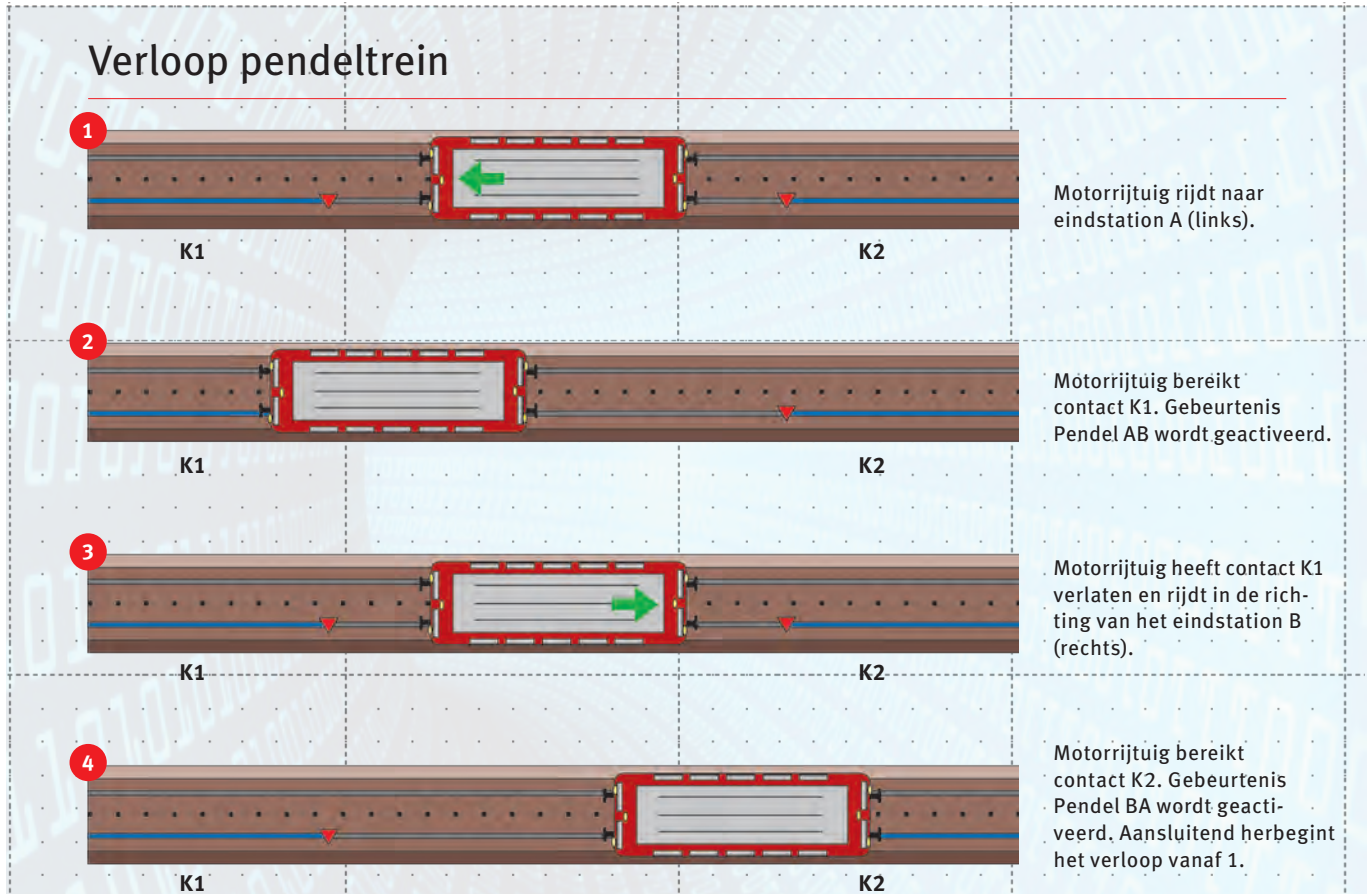 Verloop pendeltrein
1
K1
K2
Motorrijtuig rijdt naar
eindstation A (links).
2
K1
K2
Motorrijtuig bereikt
contact K1. Gebeurtenis
Pendel AB wordt geactiveerd.
3
K1
K2
Motorrijtuig heeft contact K1
verlaten en rijdt in de rich-
ting van het eindstation B
(rechts).
4
K1
K2
Motorrijtuig bereikt
contact K2. Gebeurtenis
Pendel BA wordt geacti-
veerd. Aansluitend herbegint
het verloop vanaf 1.